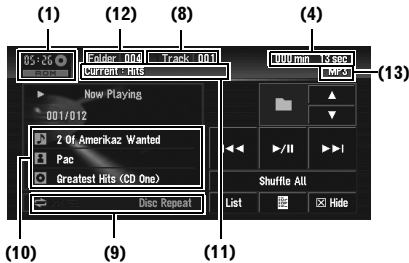 (1) (12) (8) (4)
05:26 Folder 004 Track 001 000 min 13 sec
ROM Current : Hits MP3
(13)
Now Playing
001/012
2 Of Amerikaz Wanted
Pac
Greatest Hits (CD One) Shuffle All
Disc Repeat List Hide
(10) (9) (11)